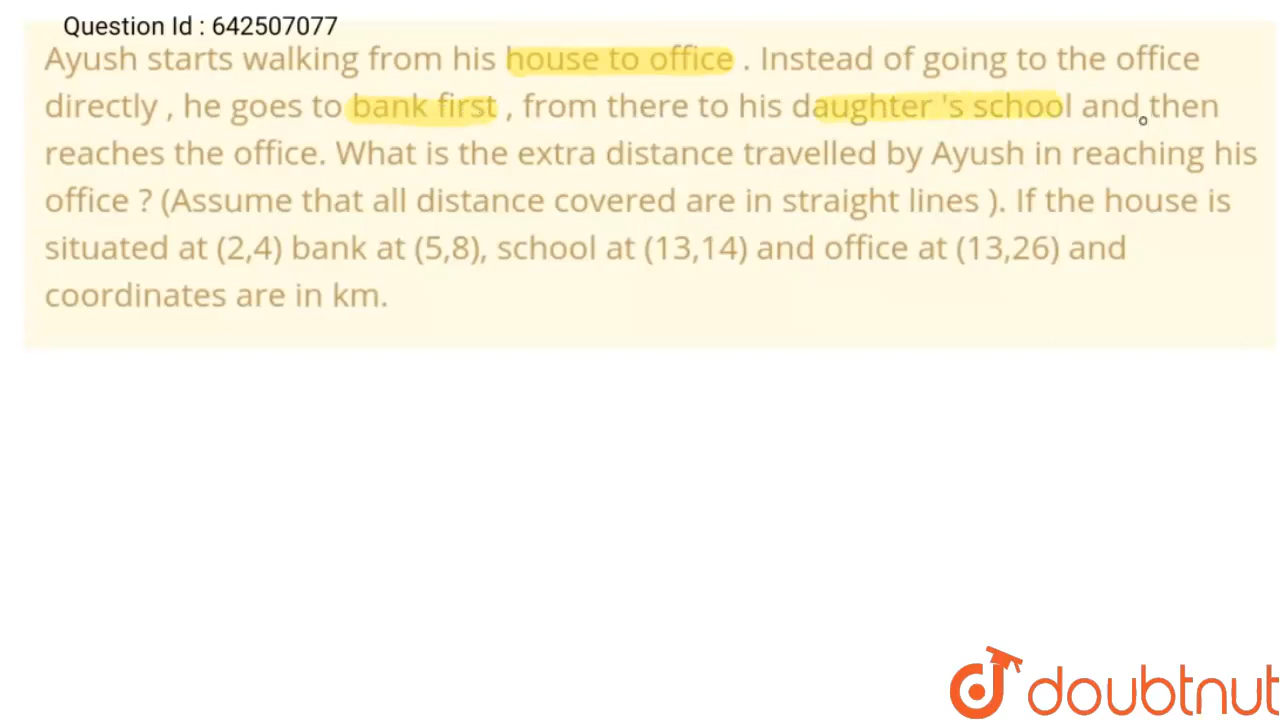 Question Id : 642507077
Ayush starts walking from his house to office . Instead of going to the office
directly , he goes to bank first , from there to his daughter 's school and then
reaches the office. What is the extra distance travelled by Ayush in reaching his
office ? (Assume that all distance covered are in straight lines ). If the house is
situated at (2,4) bank at (5,8), school at (13,14) and office at (13,26) and
coordinates are in km.
doubtnut